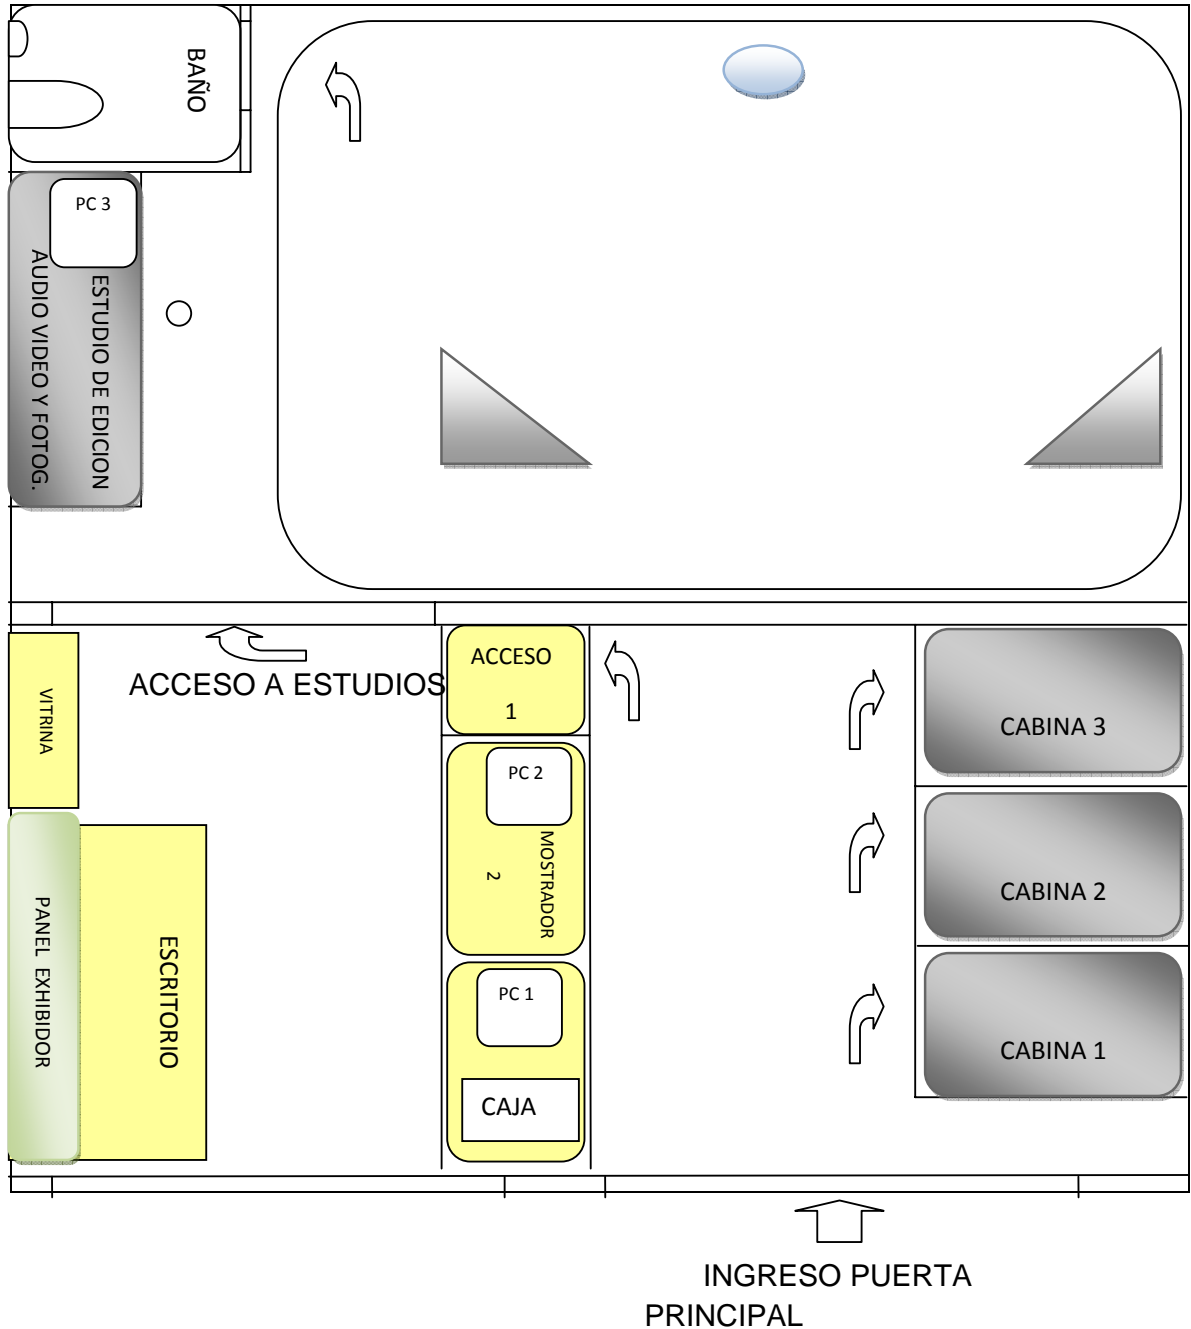 BAÑO
PC 3
ESTUDIO DE EDICION
AUDIO VIDEO Y FOTOG.
ACCESO A ESTUDIOS
ACCESO
1
VITRINA
PC 2
MOSTRADOR
2
CABINA 3
CABINA 2
CABINA 1
PANEL EXHIBIDOR
ESCRITORIO
PC 1
CAJA
INGRESO PUERTA
PRINCIPAL